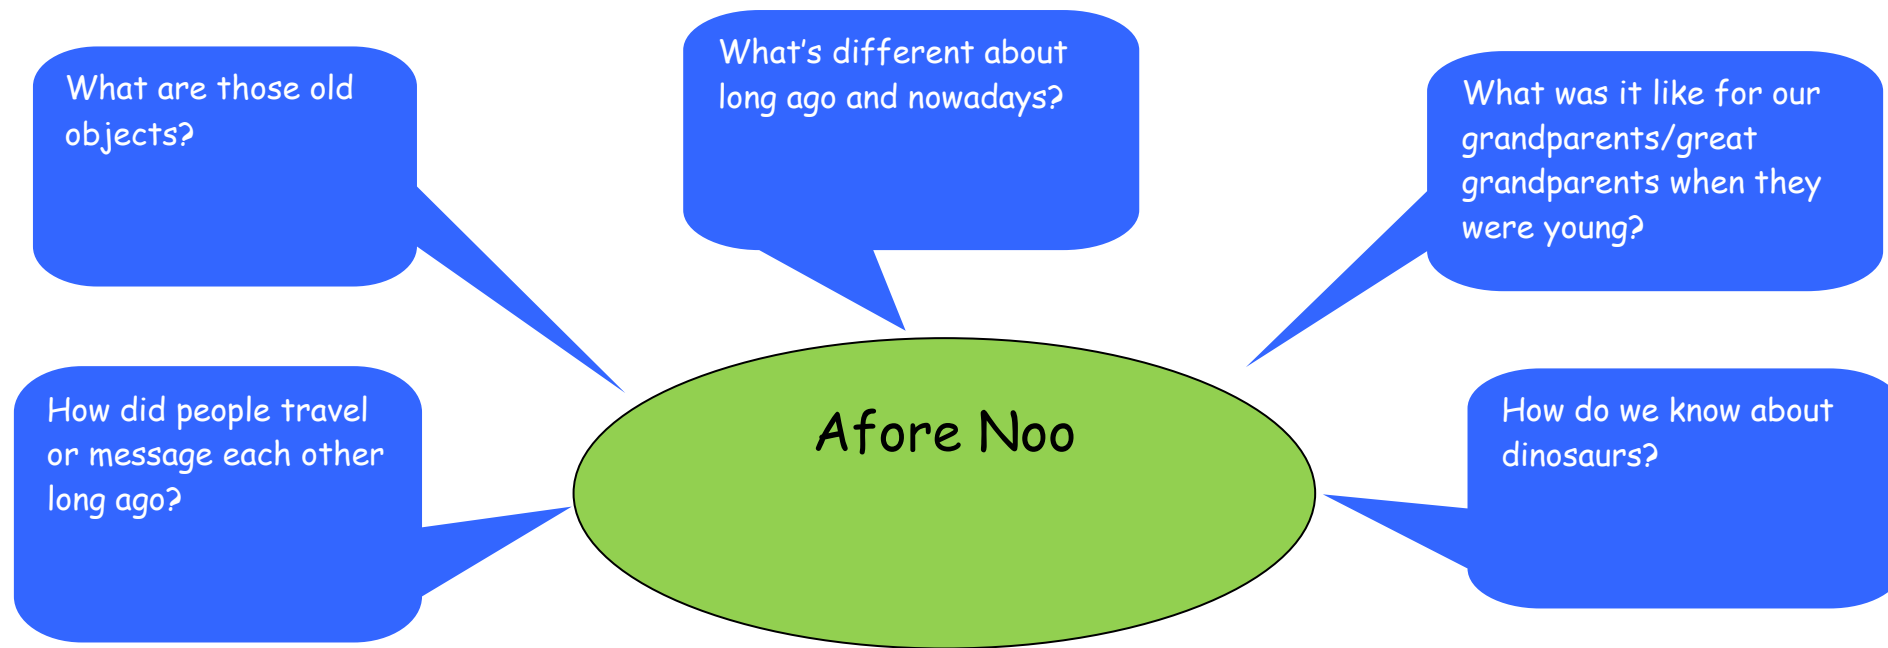 What are those old
objects?
What's different about
long ago and nowadays?
What was it like for our
grandparents/great
grandparents when they
were young?
How did people travel
or message each other
long ago?
Afore Noo
How do we know about
dinosaurs?